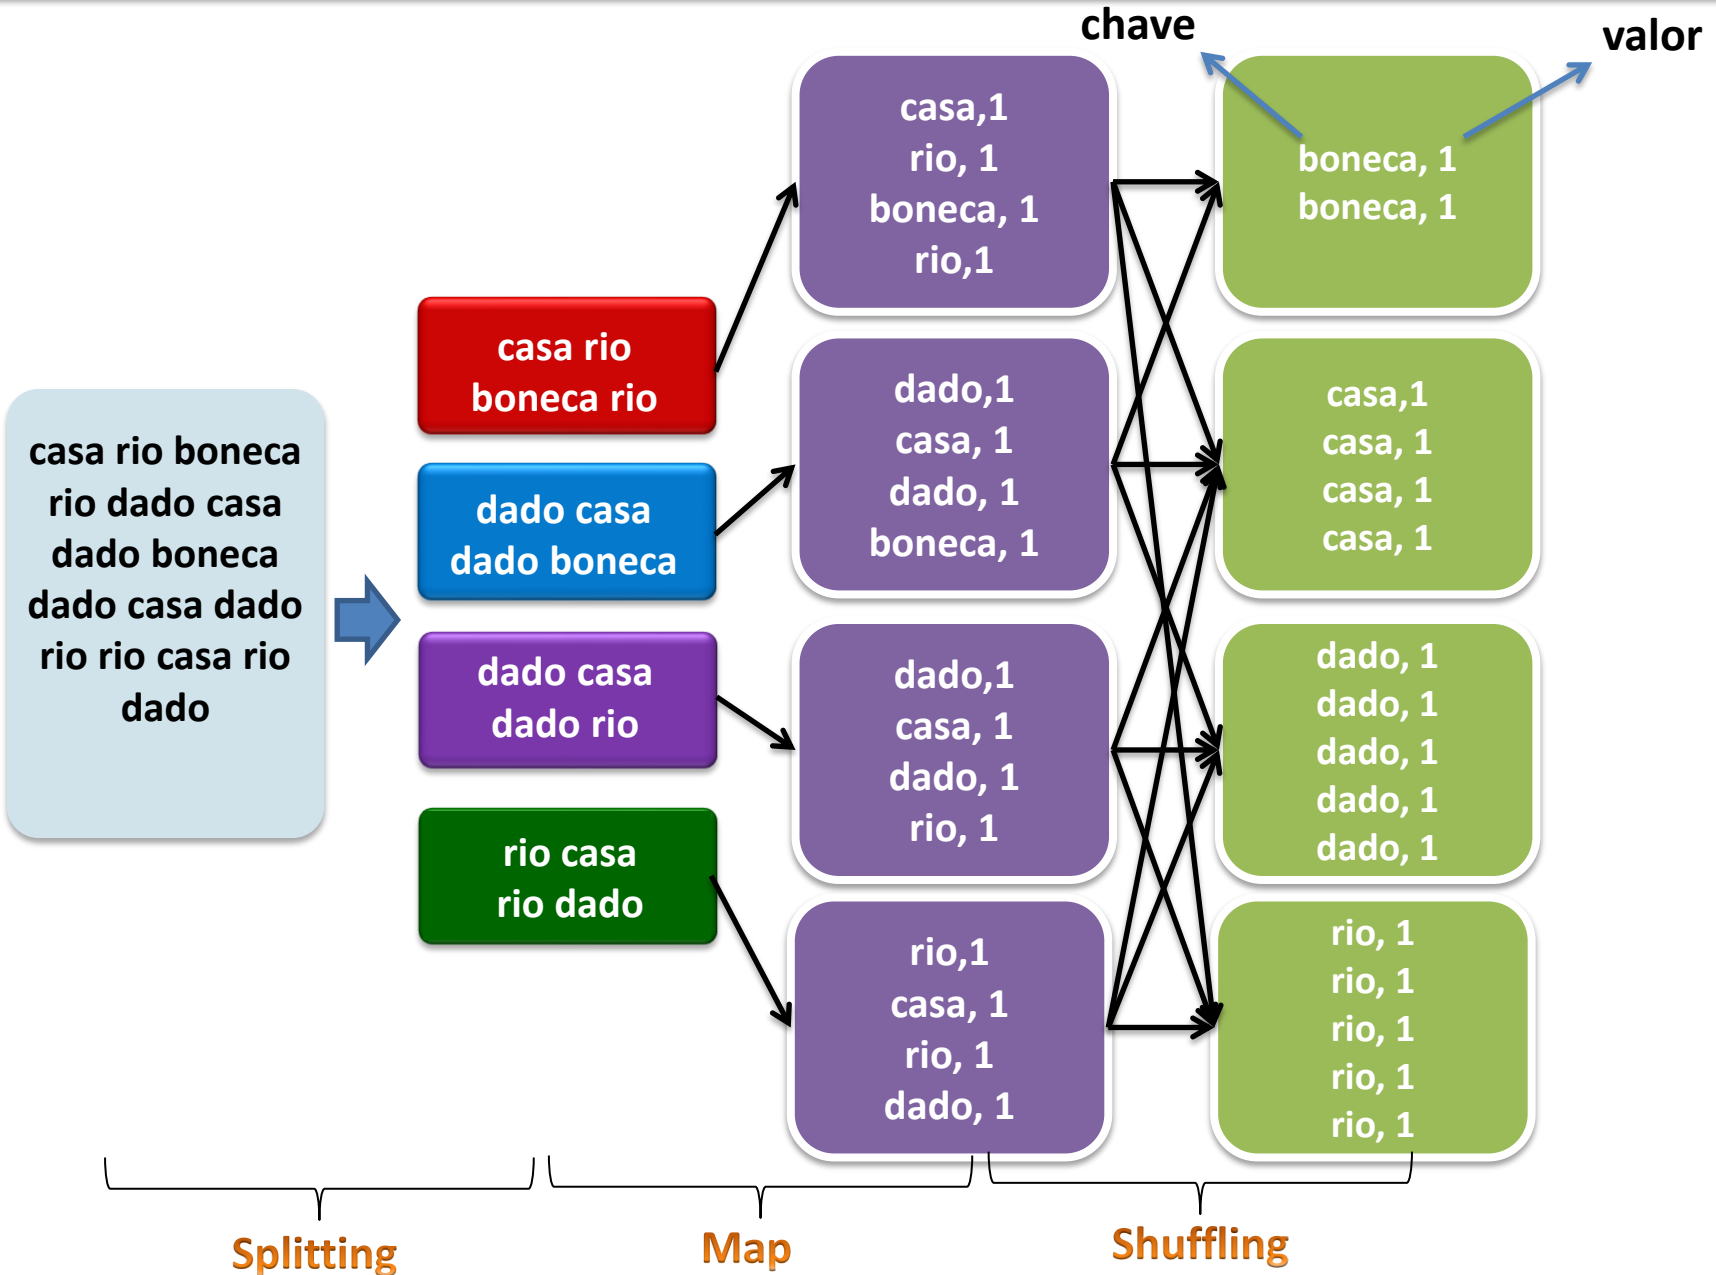 chave
valor
casa rio boneca
rio dado casa
dado boneca
dado casa dado
rio rio casa rio
dado
casa rio
boneca rio
dado casa
dado boneca
dado casa
dado rio
rio casa
rio dado
casa,1
rio, 1
boneca, 1
rio,1
dado,1
casa, 1
dado, 1
boneca, 1
dado,1
casa, 1
dado, 1
rio, 1
rio,1
casa, 1
rio, 1
dado, 1
boneca, 1
boneca, 1
casa,1
casa, 1
casa, 1
casa, 1
dado, 1
dado, 1
dado, 1
dado, 1
dado, 1
rio, 1
rio, 1
rio, 1
rio, 1
rio, 1
Splitting
Map
Shuffling